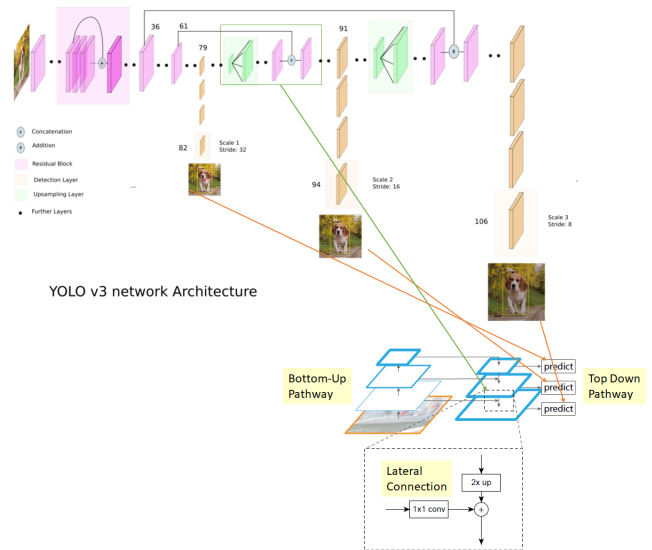 36
61
79
91
Concatenation
Addition
Residual Block
Detection Layer
Upsampling Layer
Further Layers
...
82
Scale 1
Stride: 32
94
Scale 2
Stride: 16
106
Scale 3
Stride: 8
YOLO v3 network Architecture
Bottom-Up
Pathway
predict
predict
predict
Top Down
Pathway
Lateral
Connection
2x up
1x1 conv
+